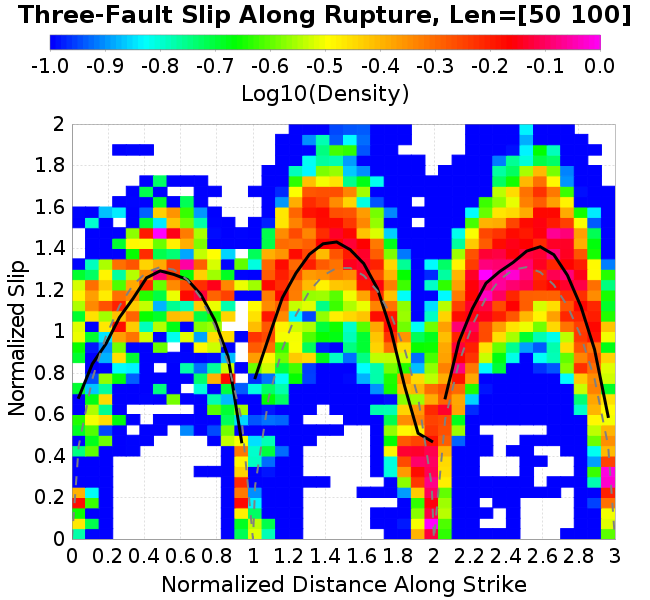 Three-Fault Slip Along Rupture, Len=[50 100]
-1.0 -0.9 -0.8 -0.7 -0.6 -0.5 -0.4 -0.3 -0.2 -0.1 0.0
Log10(Density)
2
1.8
1.6
1.4
1.2
1
0.8
0.6
0.4
0.2
0
Normalized Slip
0 0.2 0.4 0.6 0.8 1 1.2 1.4 1.6 1.8 2 2.2 2.4 2.6 2.8 3
Normalized Distance Along Strike